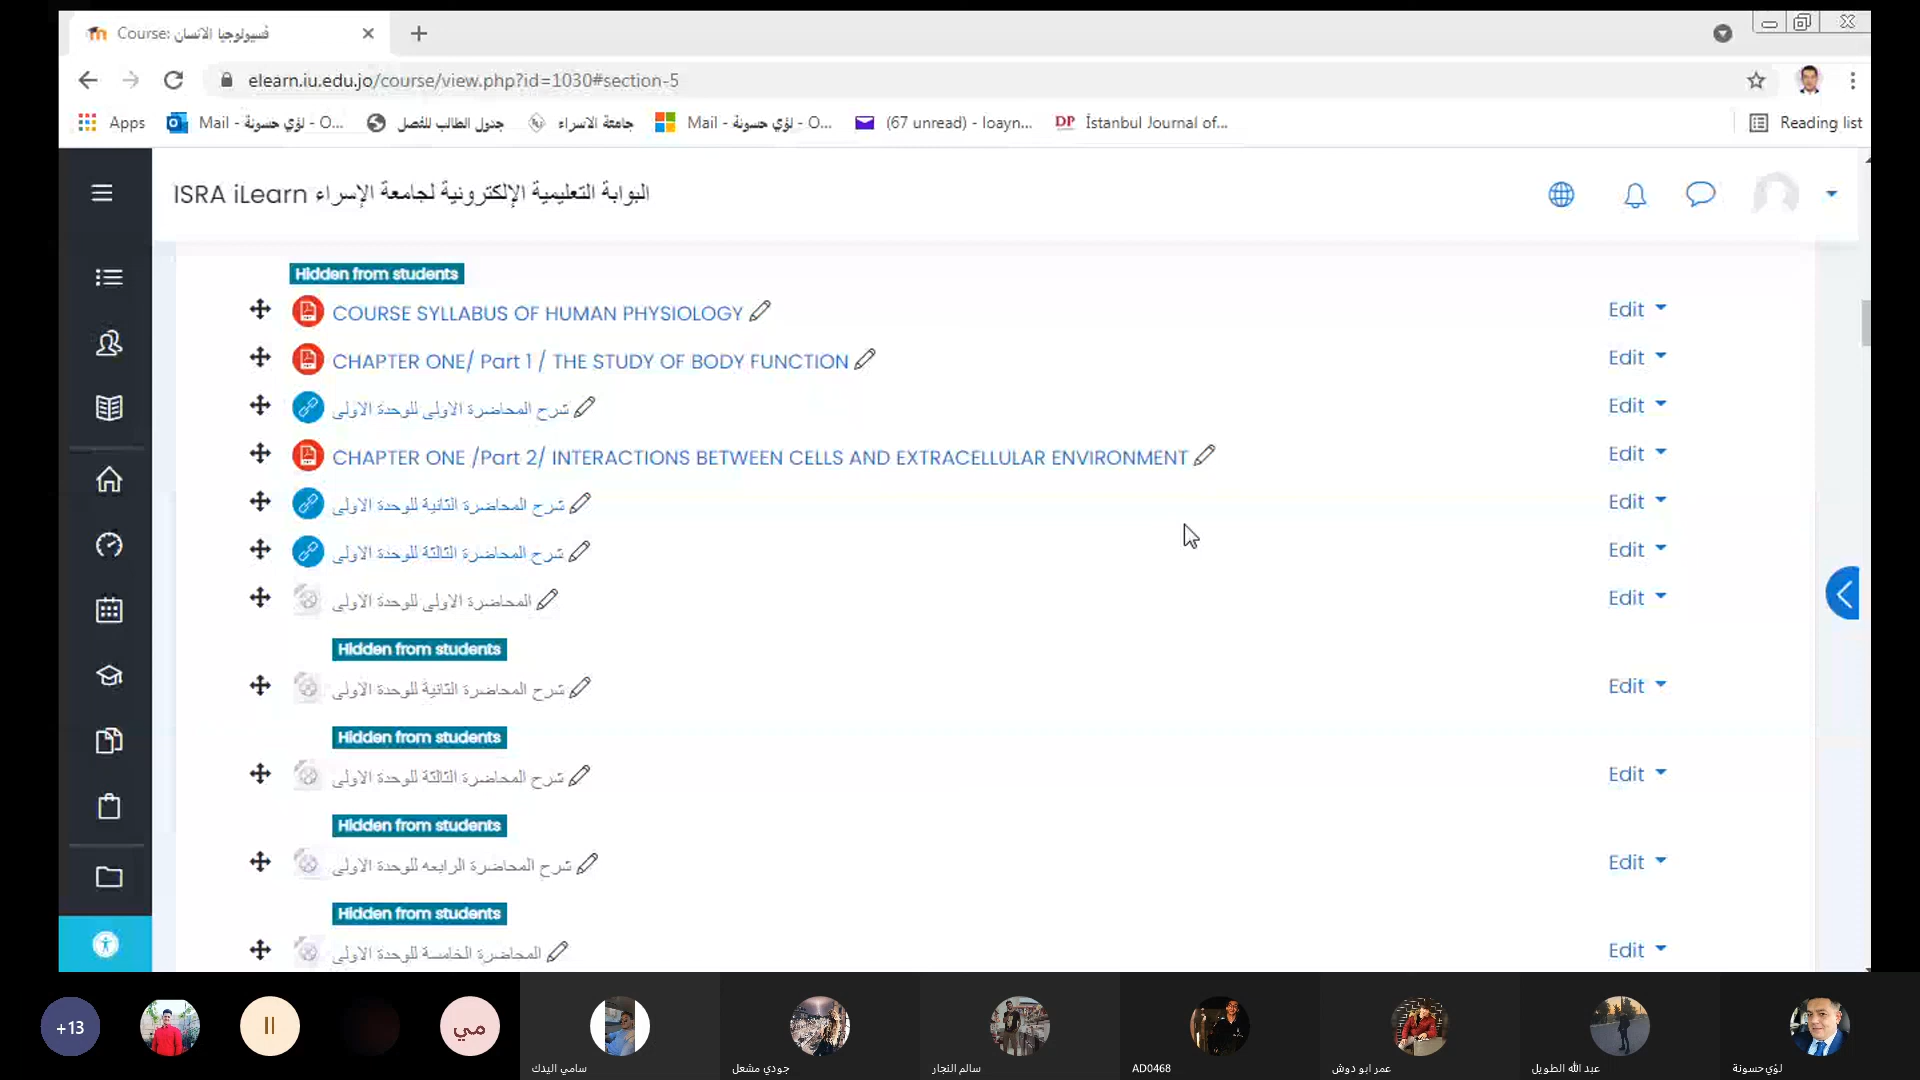 Course: فسيولوجيا الانسان
elearn.iu.edu.jo/course/view.php?id=1030#section-5
Apps
Mail - لؤي حسونة - O...
جدول الطالب للفصل
جامعة الاسراء
Mail - لؤي حسونة - O...
(67 unread) - loayn...
DP İstanbul Journal of...
Reading list
ISRA iLearn البوابة التعليمية الإلكترونية لجامعة الإسراء
Hidden from students
COURSE SYLLABUS OF HUMAN PHYSIOLOGY Edit
CHAPTER ONE/ Part 1 / THE STUDY OF BODY FUNCTION Edit
شرح المحاضرة الاولى للوحدة الاولى Edit
CHAPTER ONE /Part 2/ INTERACTIONS BETWEEN CELLS AND EXTRACELLULAR ENVIRONMENT Edit
شرح المحاضرة الثانية للوحدة الاولى Edit
شرح المحاضرة الثالثة للوحدة الاولى Edit
المحاضرة الاولى للوحدة الاولى Edit
Hidden from students
شرح المحاضرة الثانية للوحدة الاولى Edit
Hidden from students
شرح المحاضرة الثالثة للوحدة الاولى Edit
Hidden from students
شرح المحاضرة الرابعه للوحدة الاولى Edit
Hidden from students
المحاضرة الخامسة للوحدة الاولى Edit
+13
اا
مي
سامي اليدك
جودي مشعل
سالم النجار
AD0468
عمر ابو دوش
عبد الله الطويل
لؤي حسونة